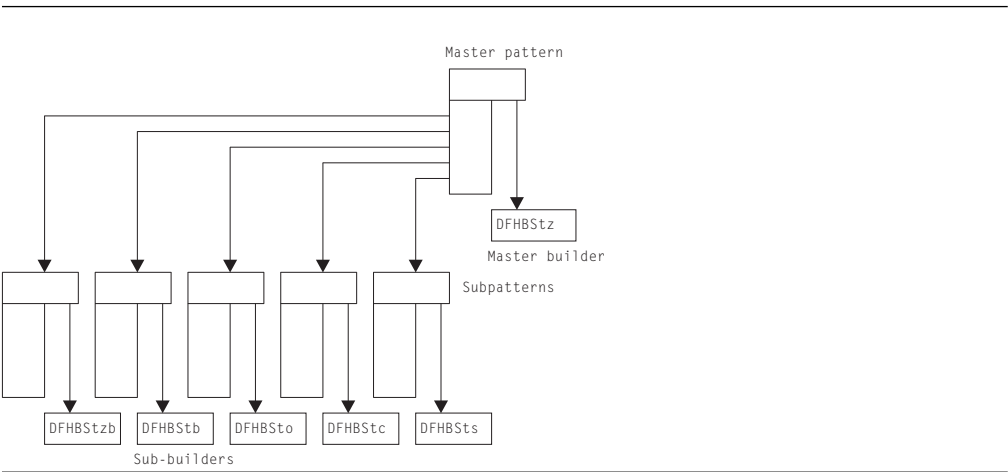 Master pattern
DFHBStz
Master builder
Subpatterns
DFHBStzb
DFHBStb
DFHBSto
DFHBStc
DFHBSts
Sub-builders